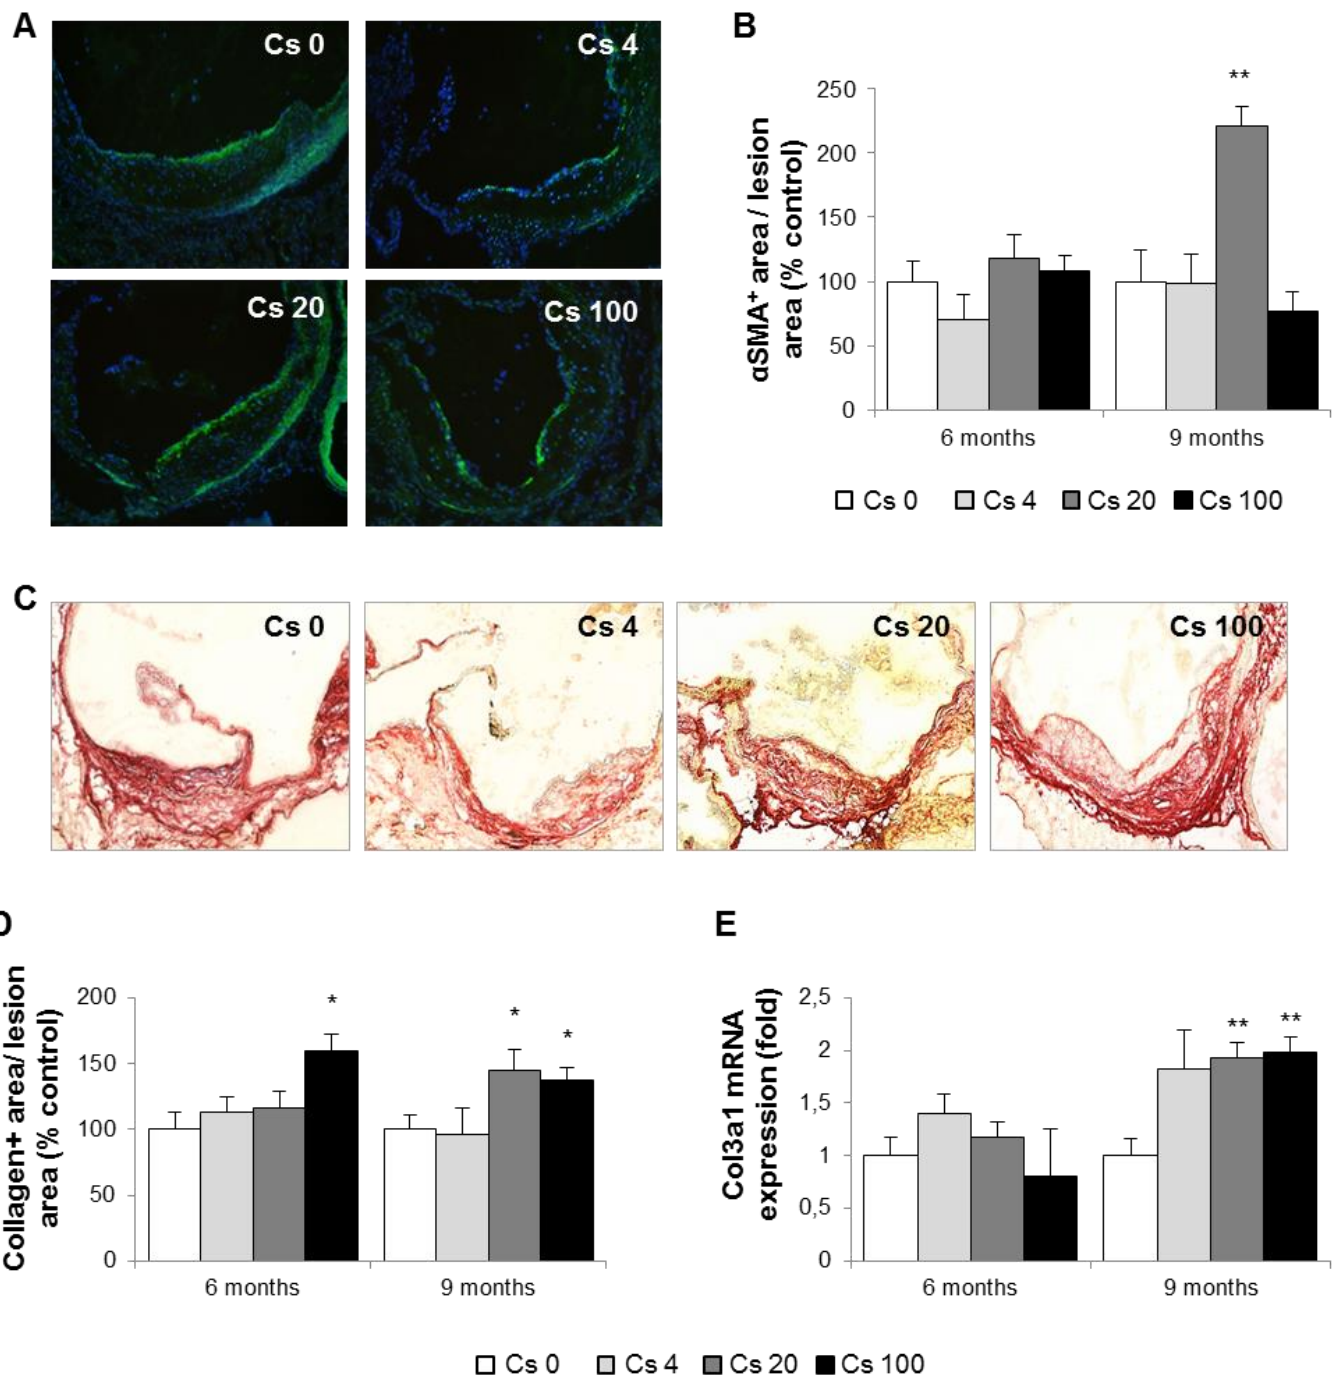 A
Cs 0
Cs 4
Cs 20
Cs 100
B
αSMA⁺ area / lesion
area (% control)
250
200
150
100
50
0
**
6 months
9 months
Cs 0
Cs 4
Cs 20
Cs 100
C
Cs 0
Cs 4
Cs 20
Cs 100
D
Collagen+ area/ lesion
area (% control)
200
150
100
50
0
*
*
*
6 months
9 months
E
Col3a1 mRNA
expression (fold)
2,5
2
1,5
1
0,5
0
**
**
6 months
9 months
Cs 0
Cs 4
Cs 20
Cs 100